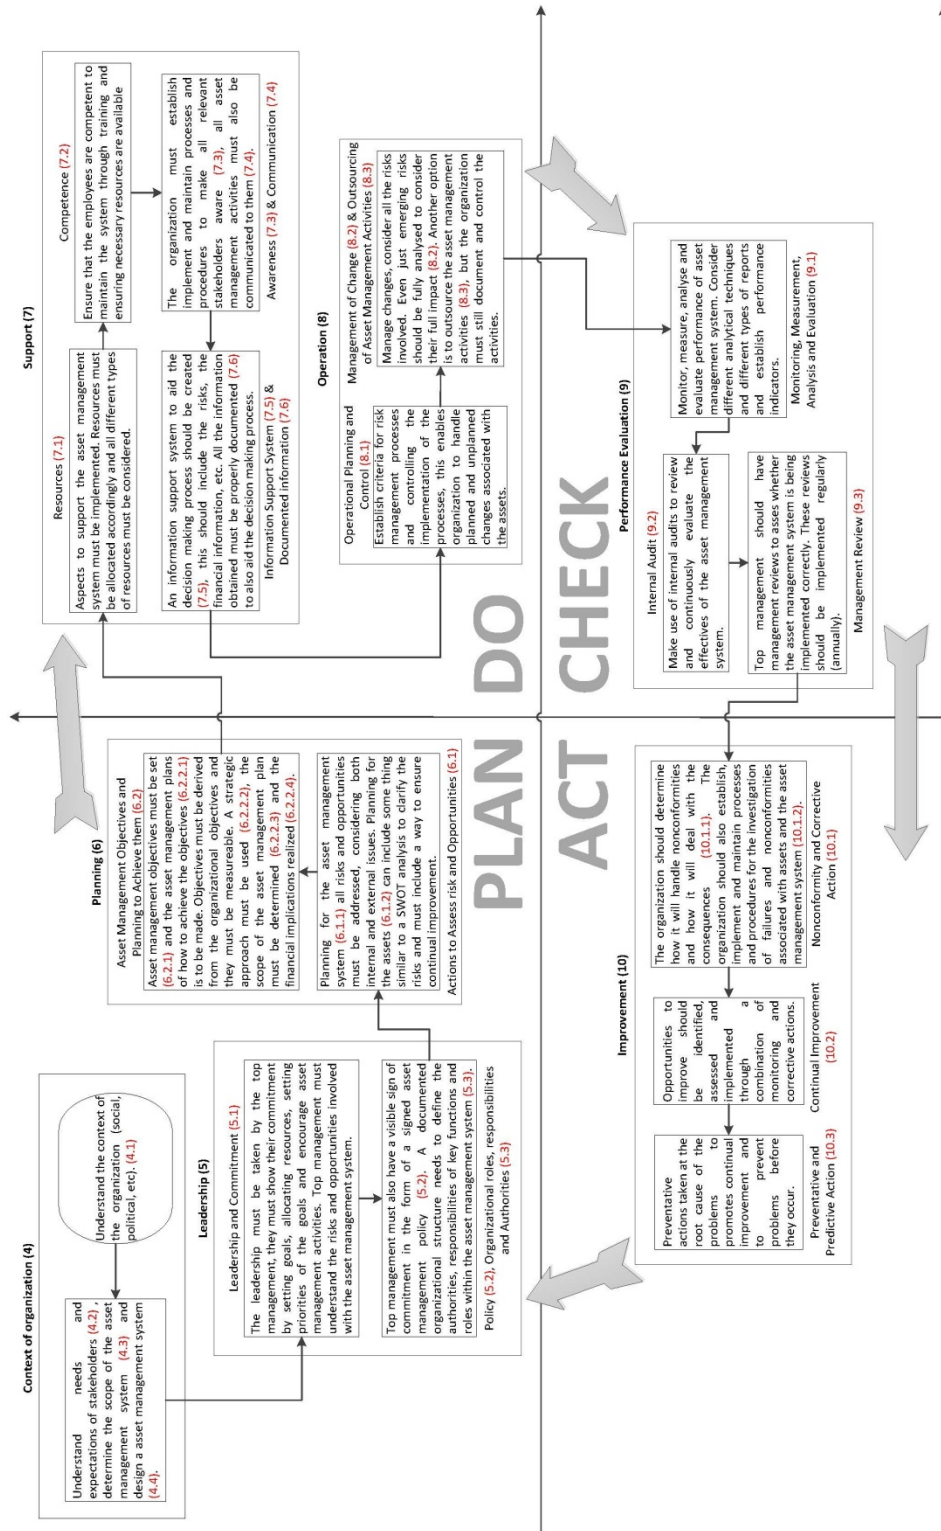 Context of organization (4)
Understand the context of
the organization (social,
political, etc). (4.1)
Understand needs and
expectations of stakeholders (4.2) ,
determine the scope of the asset
management system (4.3) and
design a asset management system
(4.4).
Leadership (5)
Leadership and Commitment (5.1)
The leadership must be taken by the top
management, they must show their commitment
by setting goals, allocating resources, setting
priorities of the goals and encourage asset
management activities. Top management must
understand the risks and opportunities involved
with the asset management system.
Top management must also have a visible sign of
commitment in the form of a signed asset
management policy (5.2). A documented
organizational structure needs to define the
authorities, responsibilities of key functions and
roles within the asset management system (5.3).
Policy (5.2), Organizational roles, responsibilities
and Authorities (5.3)
Planning (6)
Asset Management Objectives and
Planning to Achieve them (6.2)
Asset management objectives must be set
(6.2.1) and the asset management plans
of how to achieve the objectives (6.2.2.1)
is to be made. Objectives must be derived
from the organizational objectives and
they must be measureable. A strategic
approach must be used (6.2.2.2), the
scope of the asset management plan
must be determined (6.2.2.3) and the
financial implications realized (6.2.2.4).
Planning for the asset management
system (6.1.1) all risks and opportunities
must be addressed, considering both
internal and external issues. Planning for
the assets (6.1.2) can include some thing
similar to a SWOT analysis to clarify the
risks and must include a way to ensure
continual improvement.
Actions to Assess risk and Opportunities (6.1)
Support (7)
Resources (7.1)
Aspects to support the asset management
system must be implemented. Resources must
be allocated accordingly and all different types
of resources must be considered.
Competence (7.2)
Ensure that the employees are competent to
maintain the system through training and
ensuring necessary resources are available
The organization must establish
implement and maintain processes and
procedures to make all relevant
stakeholders aware (7.3), all asset
management activities must also be
communicated to them (7.4).
Awareness (7.3) & Communication (7.4)
An information support system to aid the
decision making process should be created
(7.5), this should include the risks, the
financial information, etc. All the information
obtained must be properly documented (7.6)
to also aid the decision making process.
Information Support System (7.5) &
Documented information (7.6)
Operation (8)
Operational Planning and
Control (8.1)
Establish criteria for risk
management processes
and controlling the
implementation of the
processes, this enables
organization to handle
planned and unplanned
changes associated with
the assets.
Management of Change (8.2) & Outsourcing
of Asset Management Activities (8.3)
Manage changes, consider all the risks
involved. Even just emerging risks
should be fully analysed to consider
their full impact (8.2). Another option
is to outsource the asset management
activities (8.3), but the organization
must still document and control the
activities.
PLAN DO
ACT CHECK
Performance Evaluation (9)
Monitor, measure, analyse and
evaluate performance of asset
management system. Consider
different analytical techniques
and different types of reports
and establish performance
indicators.
Monitoring, Measurement,
Analysis and Evaluation (9.1)
Internal Audit (9.2)
Make use of internal audits to review
and continuously evaluate the
effectives of the asset management
system.
Top management should have
management reviews to asses whether
the asset management system is being
implemented correctly. These reviews
should be implemented regularly
(annually).
Management Review (9.3)
Improvement (10)
The organization should determine
how it will handle nonconformities
and how it will deal with the
consequences (10.1.1). The
organization should also establish,
implement and maintain processes
and procedures for the investigation
of failures and nonconformities
associated with assets and the asset
management system (10.1.2).
Nonconformity and Corrective
Action (10.1)
Opportunities to
improve should
be identified,
assessed and
implemented
through a
combination of
monitoring and
corrective actions.
Continual Improvement
(10.2)
Preventative
actions taken at the
root cause of the
problems to
promotes continual
improvement and
to prevent
problems before
they occur.
Preventative and
Predictive Action (10.3)